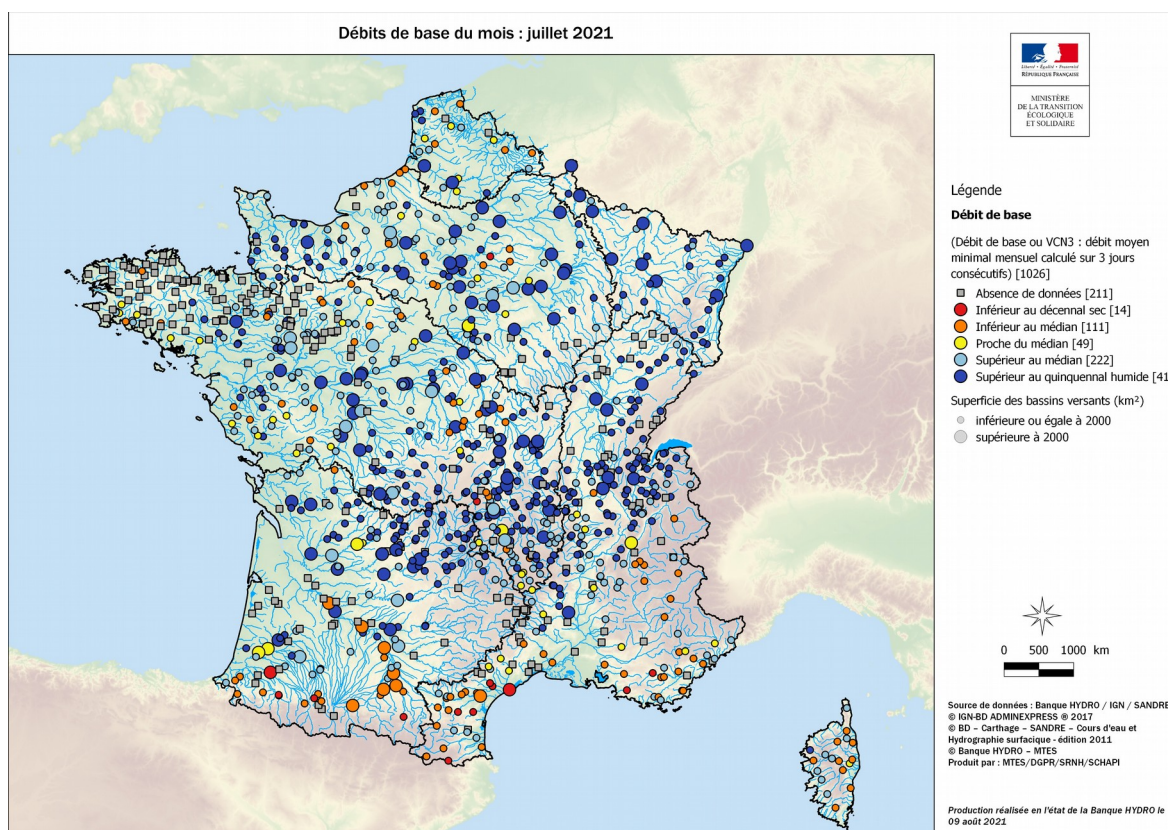 Débits de base du mois : juillet 2021
Liberté • Égalité • Fraternité
RÉPUBLIQUE FRANÇAISE
MINISTÈRE
DE LA TRANSITION
ÉCOLOGIQUE
ET SOLIDAIRE
Légende
Débit de base
(Débit de base ou VCN3 : débit moyen
minimal mensuel calculé sur 3 jours
consécutifs) [1026]
Absence de données [211]
Inférieur au décennal sec [14]
Inférieur au médian [111]
Proche du médian [49]
Supérieur au médian [222]
Supérieur au quinquennal humide [41
Superficie des bassins versants (km²)
inférieure ou égale à 2000
supérieure à 2000
0 500 1000 km
Source de données : Banque HYDRO / IGN / SANDRE
© IGN-BD ADMINEXPRESS ® 2017
© BD – Carthage – SANDRE – Cours d'eau et
Hydrographie surfacique - édition 2011
© Banque HYDRO – MTES
Produit par : MTES/DGPR/SRNH/SCHAPI
Production réalisée en l'état de la Banque HYDRO le
09 août 2021